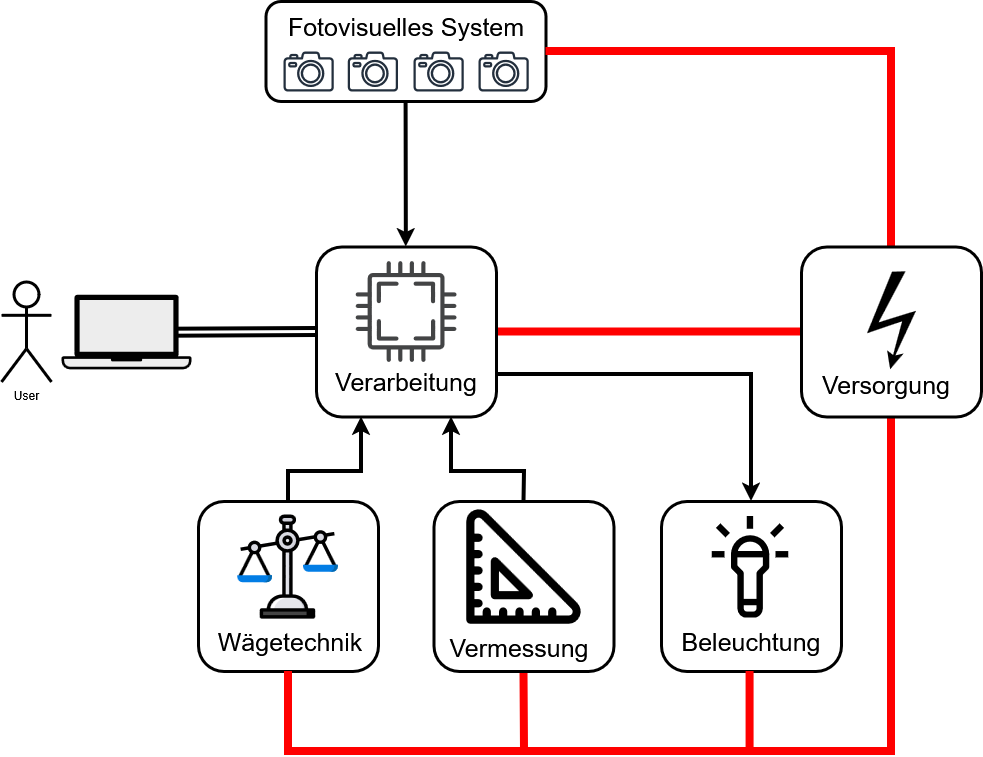 Fotovisuelles System
Verarbeitung
Versorgung
User
Wägetechnik
Vermessung
Beleuchtung